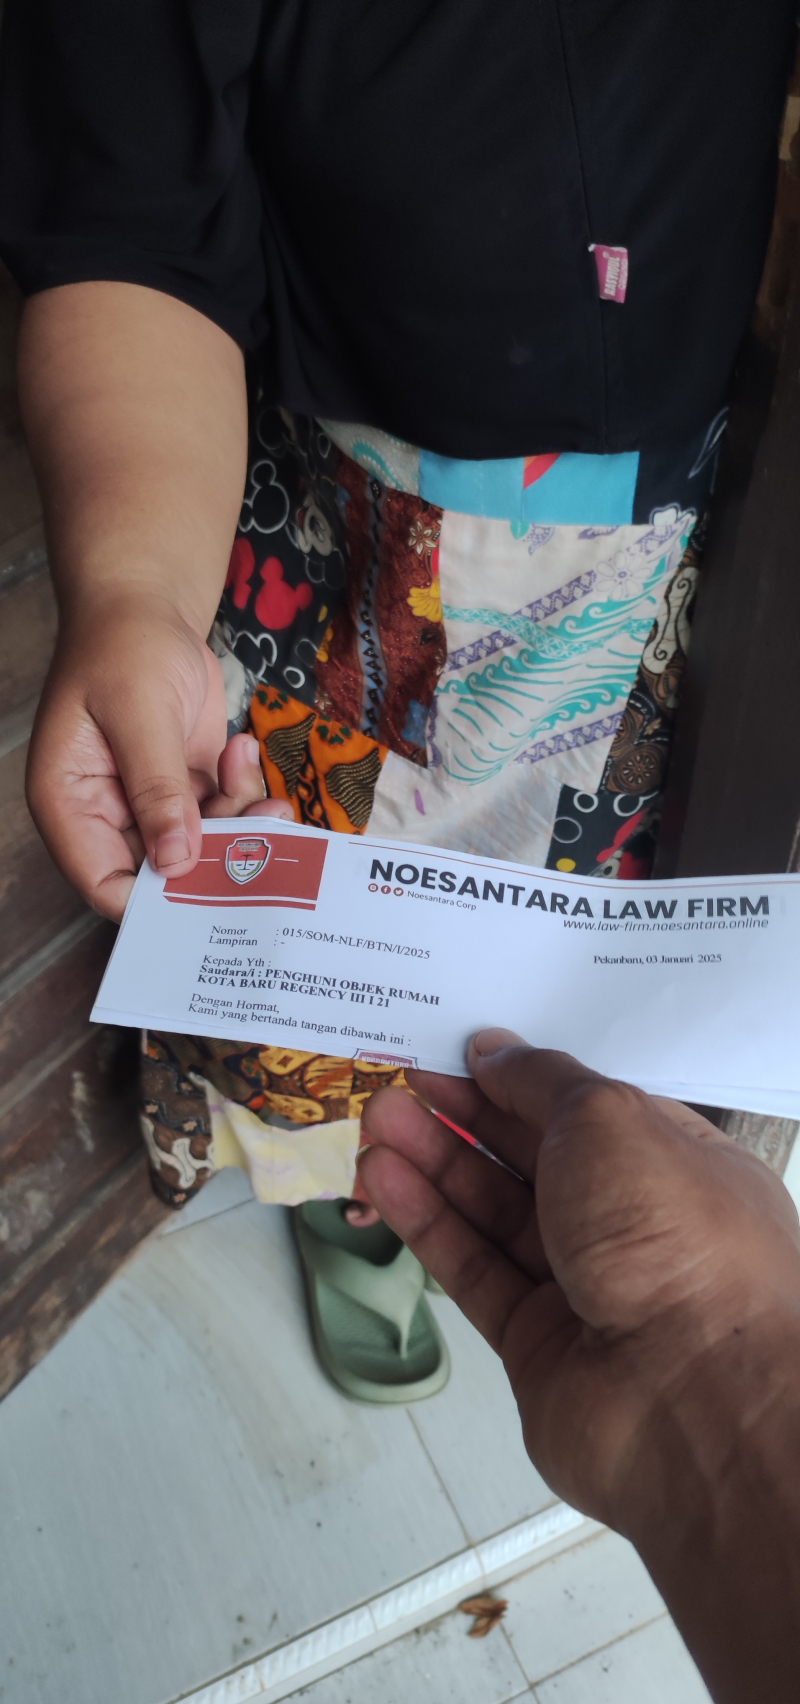 NOESANTARA LAW FIRM
Noesantara Corp
www.law-firm.noesantara.online
Nomor : 015/SOM-NLF/BTN/I/2025
Lampiran : -
Pekanbaru, 03 Januari 2025
Kepada Yth :
Saudara/i : PENGHUNI OBJEK RUMAH
KOTA BARU REGENCY III I 21
Dengan Hormat,
Kami yang bertanda tangan dibawah ini :